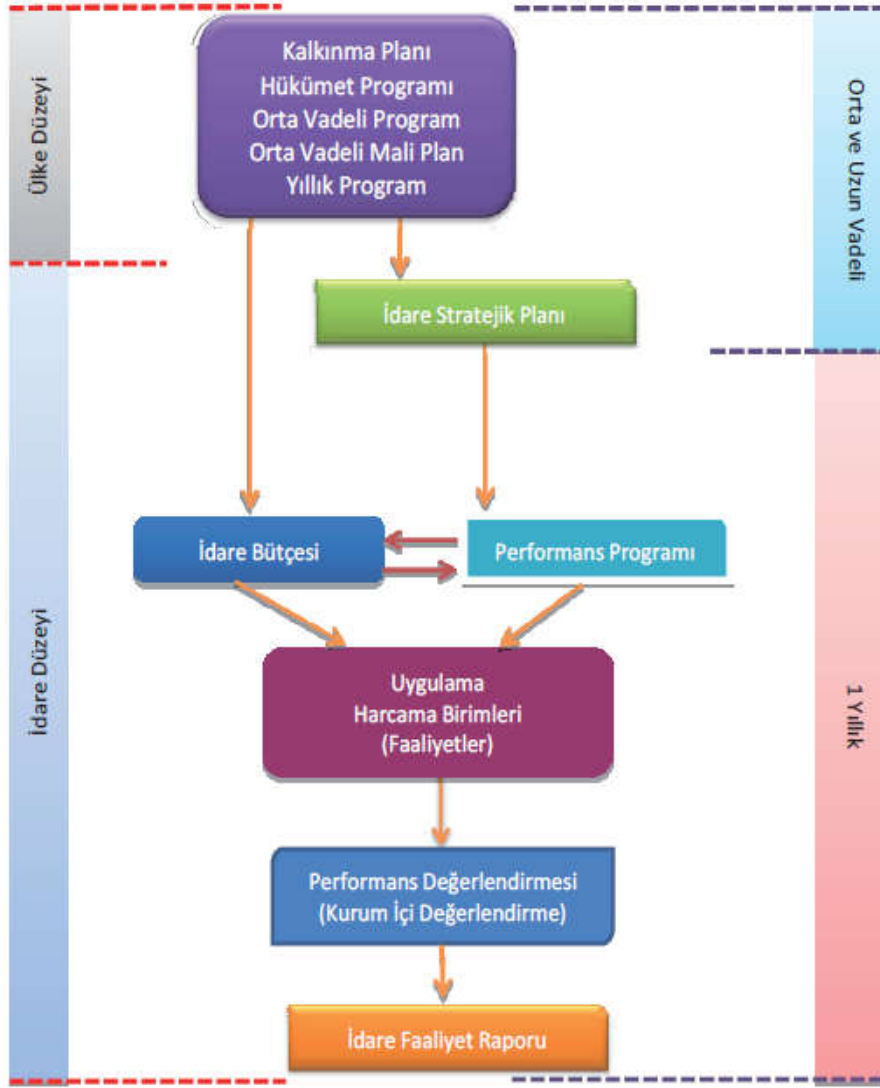 Ülke Düzeyi
Kalkınma Planı
Hükümet Programı
Orta Vadeli Program
Orta Vadeli Mali Plan
Yıllık Program
Orta ve Uzun Vadeli
İdare Stratejik Planı
İdare Düzeyi
İdare Bütçesi
Performans Programı
1 Yıllık
Uygulama
Harcama Birimleri
(Faaliyetler)
Performans Değerlendirmesi
(Kurum İçi Değerlendirme)
İdare Faaliyet Raporu